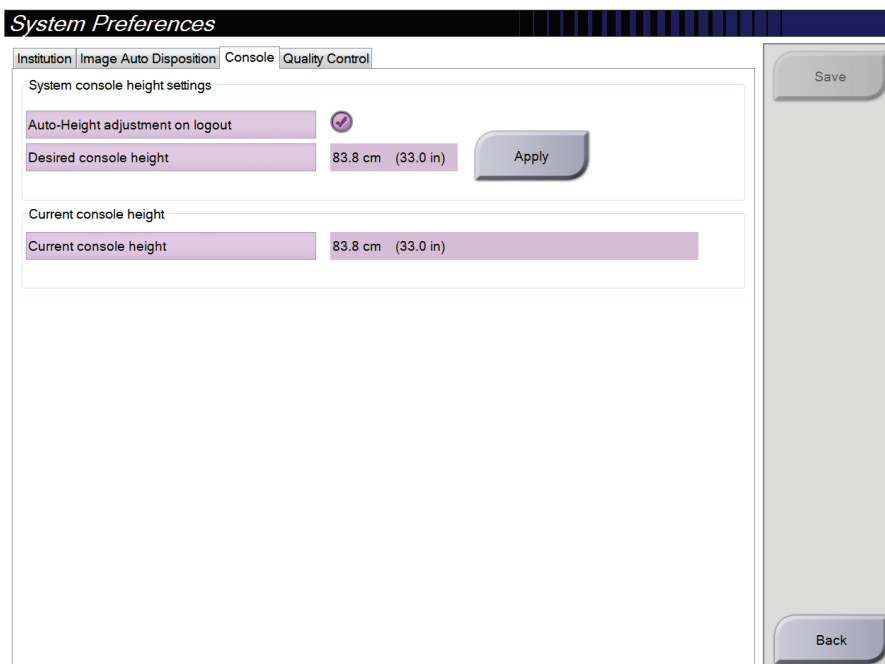 System Preferences
Institution Image Auto Disposition Console Quality Control
Save
System console height settings
Auto-Height adjustment on logout
Desired console height 83.8 cm (33.0 in) Apply
Current console height
Current console height 83.8 cm (33.0 in)
Back